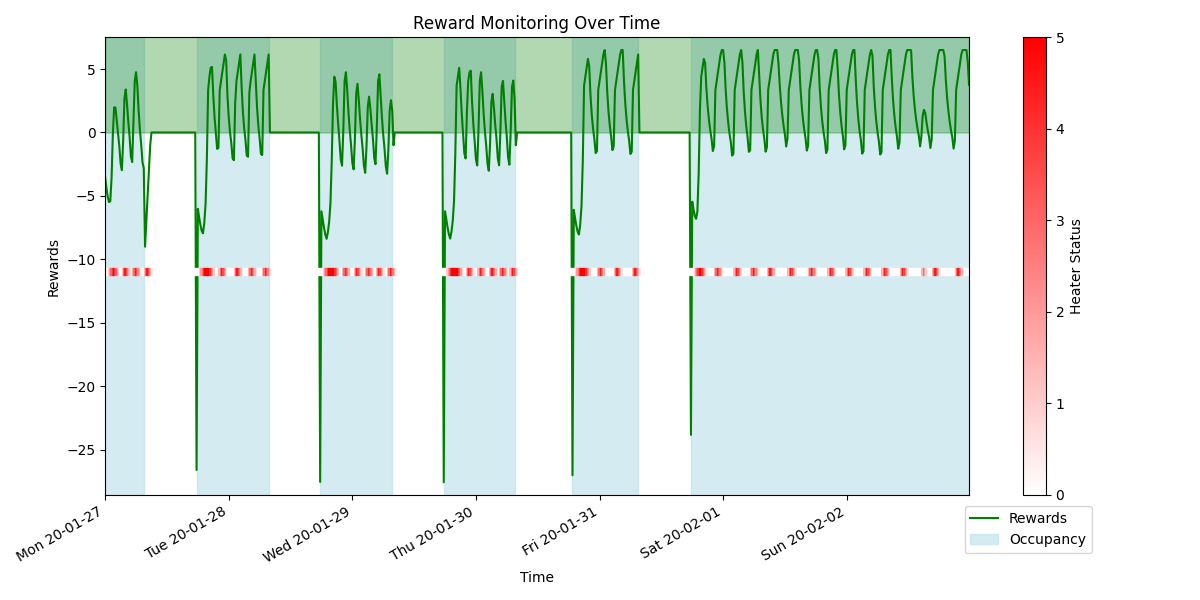 Reward Monitoring Over Time
Rewards
5
0
−5
−10
−15
−20
−25
Mon 20-01-27
Tue 20-01-28
Wed 20-01-29
Thu 20-01-30
Fri 20-01-31
Sat 20-02-01
Sun 20-02-02
Time
5
4
3
2
1
0
Heater Status
Rewards
Occupancy